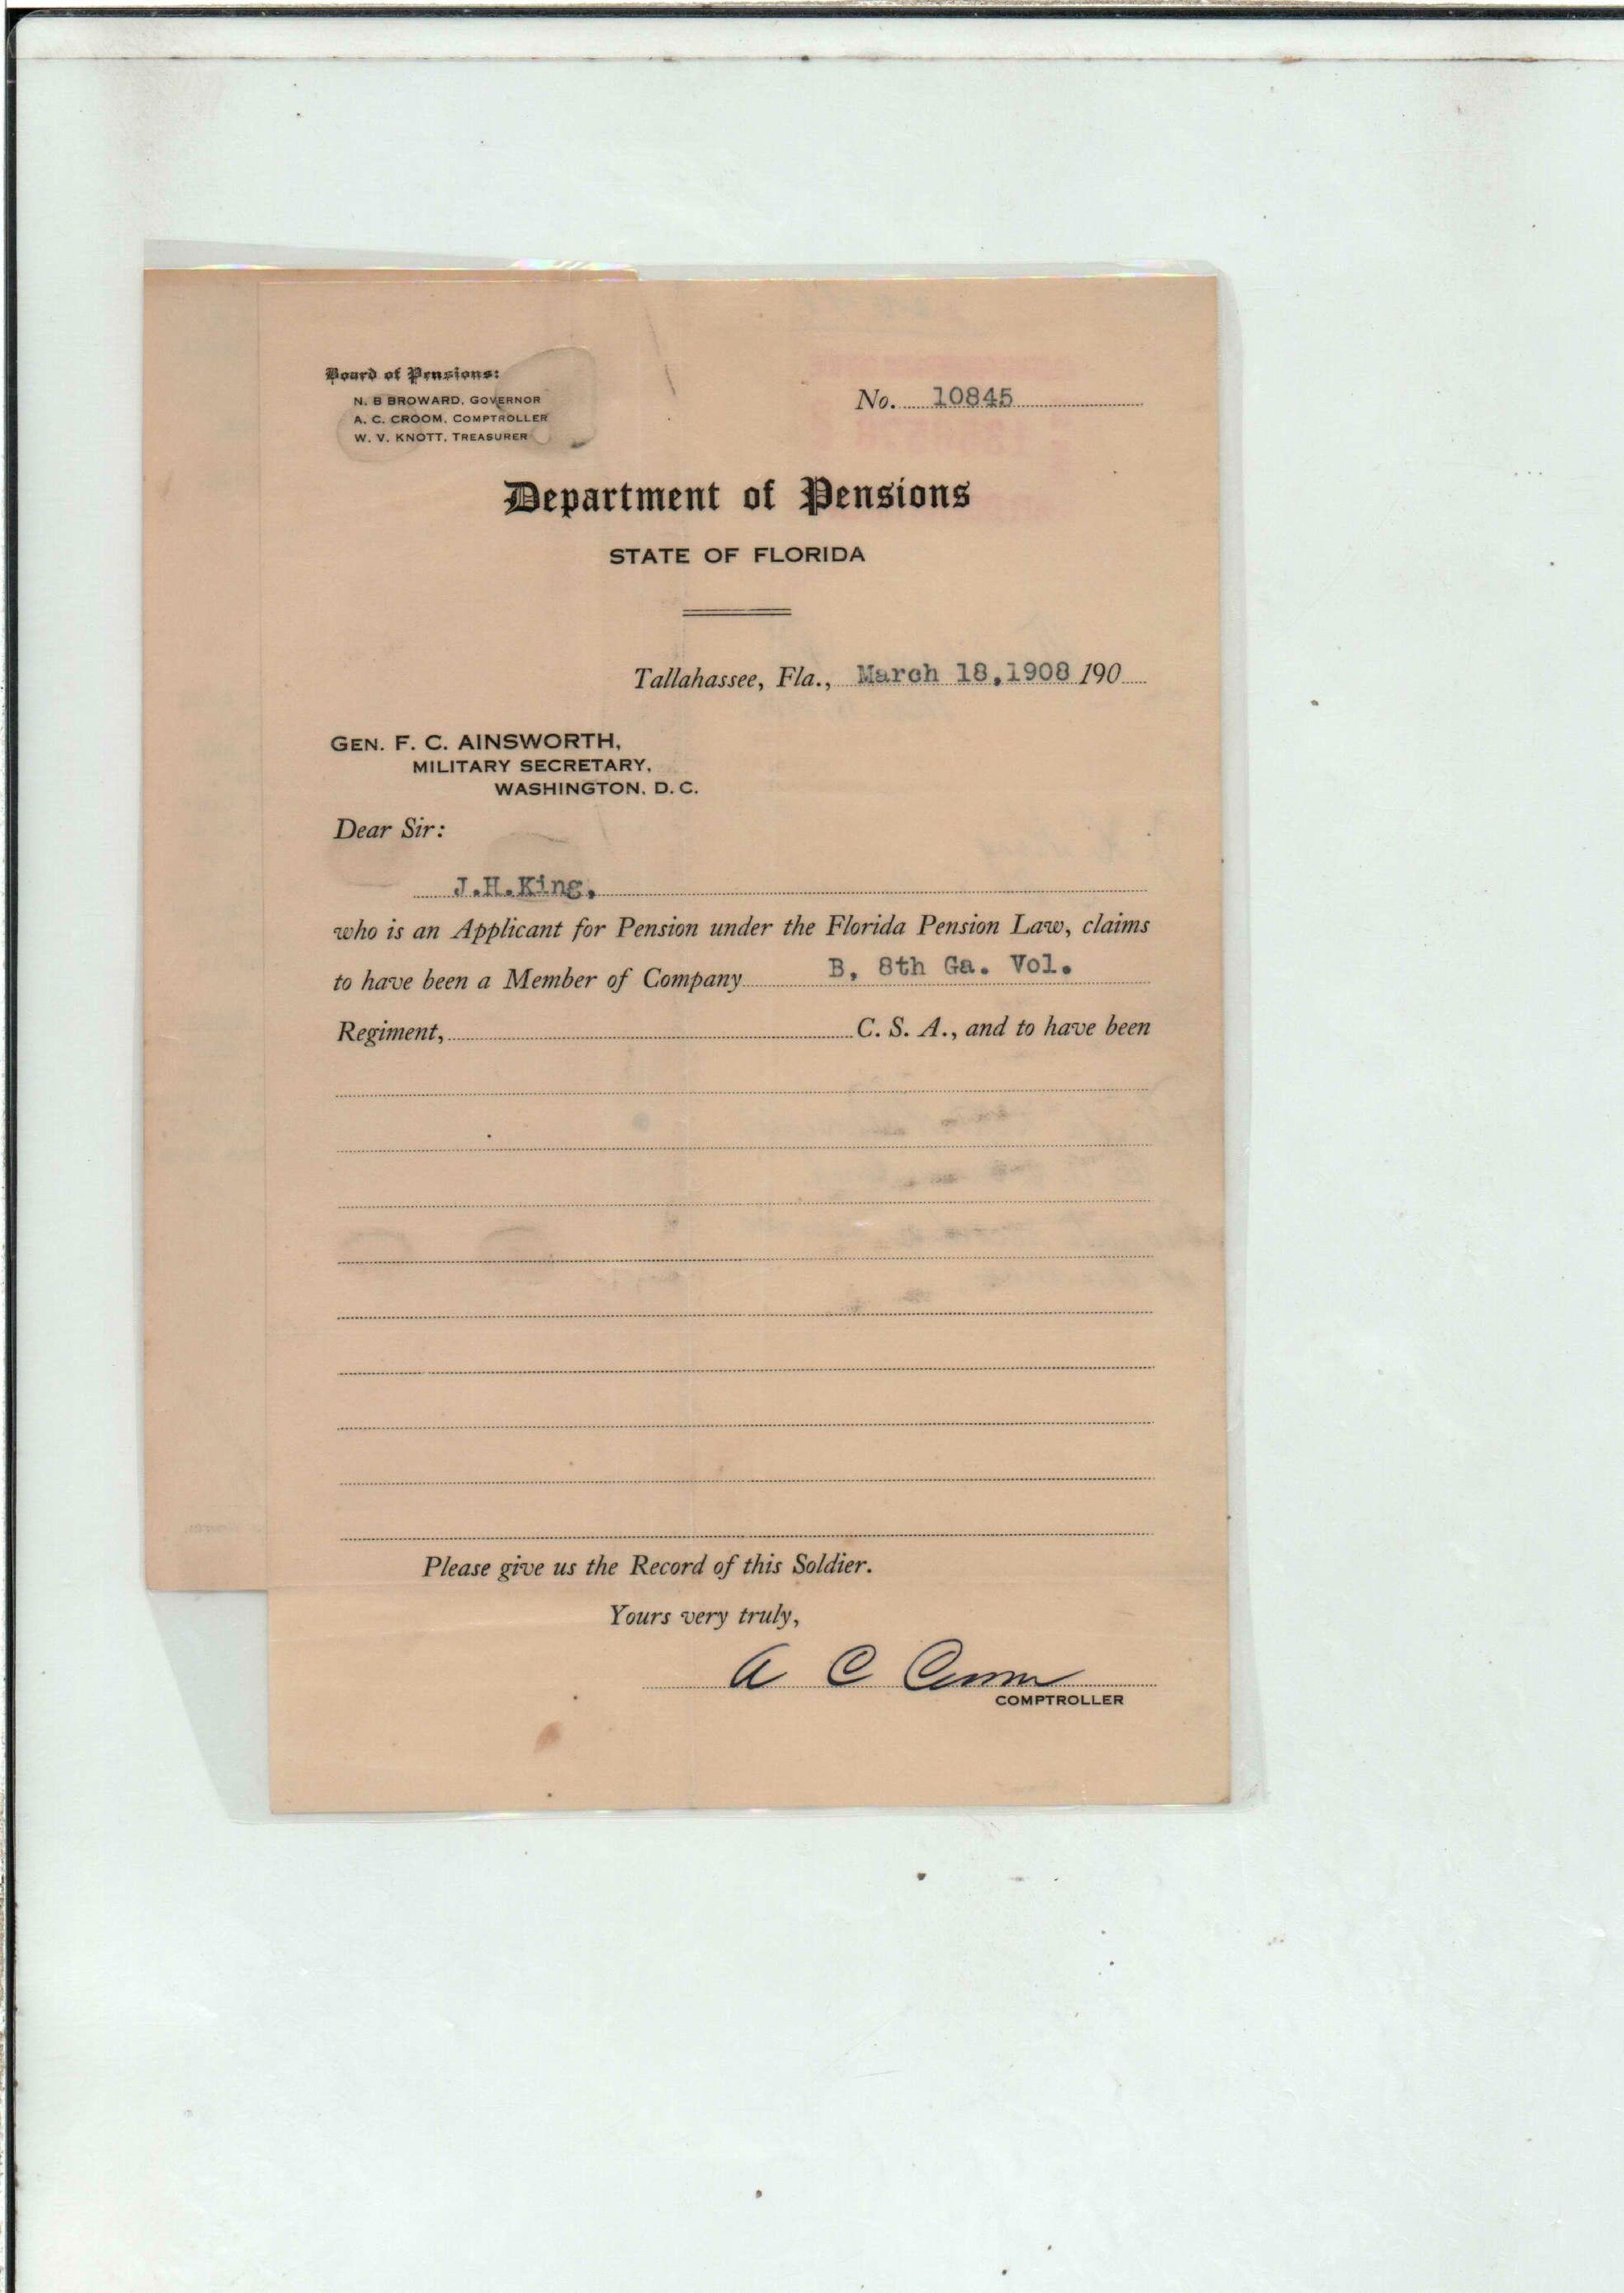 Board of Pensions:
N. B BROWARD, GOVERNOR
A. C. CROOM, COMPTROLLER
W. V. KNOTT, TREASURER
No. 10845
Department of Pensions
STATE OF FLORIDA
Tallahassee, Fla., March 18,1908 190
GEN. F. C. AINSWORTH,
MILITARY SECRETARY,
WASHINGTON, D. C.
Dear Sir:
J.H.King,
who is an Applicant for Pension under the Florida Pension Law, claims
to have been a Member of Company B, 8th Ga. Vol.
Regiment, C. S. A., and to have been
Please give us the Record of this Soldier.
Yours very truly,
A C Croom
COMPTROLLER